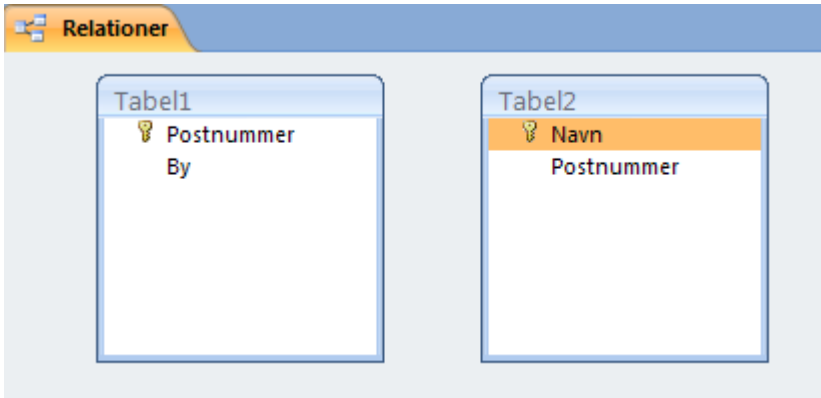 Relationer
Tabel1
Postnummer
By
Tabel2
Navn
Postnummer